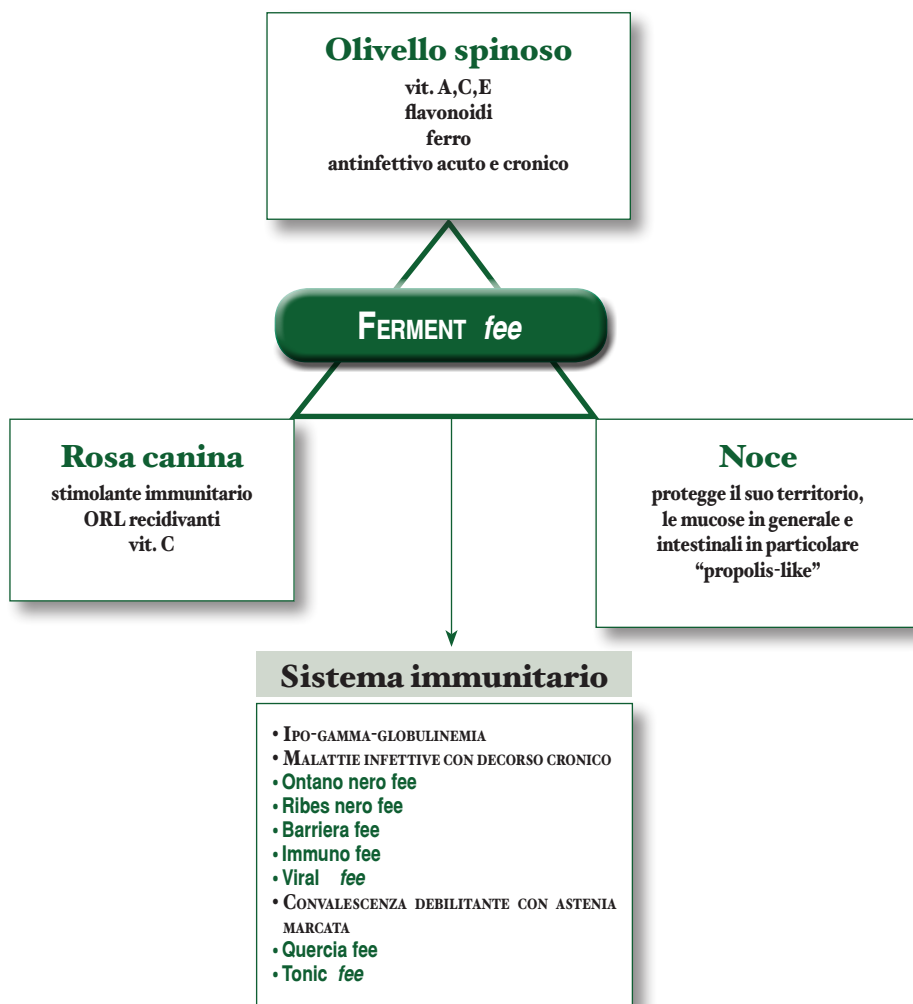 Olivello spinoso
vit. A,C,E
flavonoidi
ferro
antinfettivo acuto e cronico
FERMENT fee
Rosa canina
stimolante immunitario
ORL recidivanti
vit. C
Noce
protegge il suo territorio,
le mucose in generale e
intestinali in particolare
“propolis-like”
Sistema immunitario
• IPO-GAMMA-GLOBULINEMIA
• MALATTIE INFETTIVE CON DECORSO CRONICO
• Ontano nero fee
• Ribes nero fee
• Barriera fee
• Immuno fee
• Viral fee
• CONVALESCENZA DEBILITANTE CON ASTENIA
MARCATA
• Quercia fee
• Tonic fee